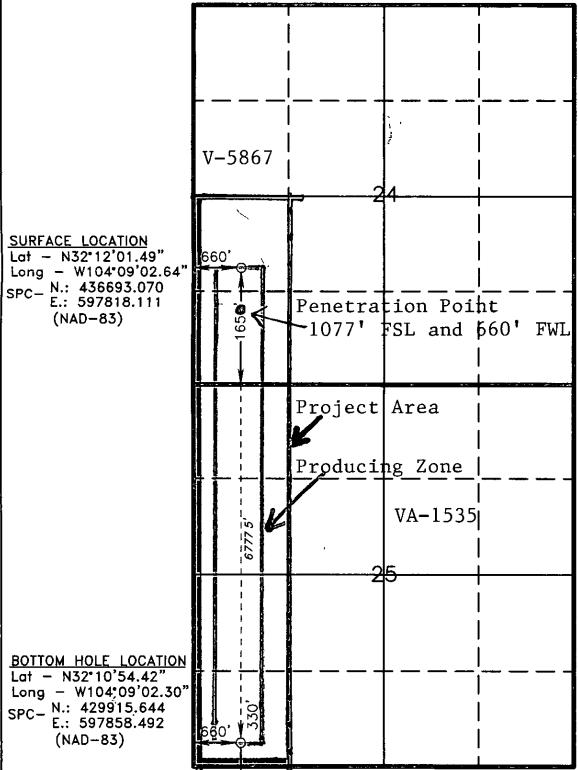 V-5867
24
SURFACE LOCATION
Lat - N32°12'01.49"
Long - W104°09'02.64"
SPC- N.: 436693.070
E.: 597818.111
(NAD-83)
660'
1650'
Penetration Point
1077' FSL and 660' FWL
Project Area
Producing Zone
VA-1535
6777.5'
25
BOTTOM HOLE LOCATION
Lat - N32°10'54.42"
Long - W104°09'02.30"
SPC- N.: 429915.644
E.: 597858.492
(NAD-83)
330'
660'